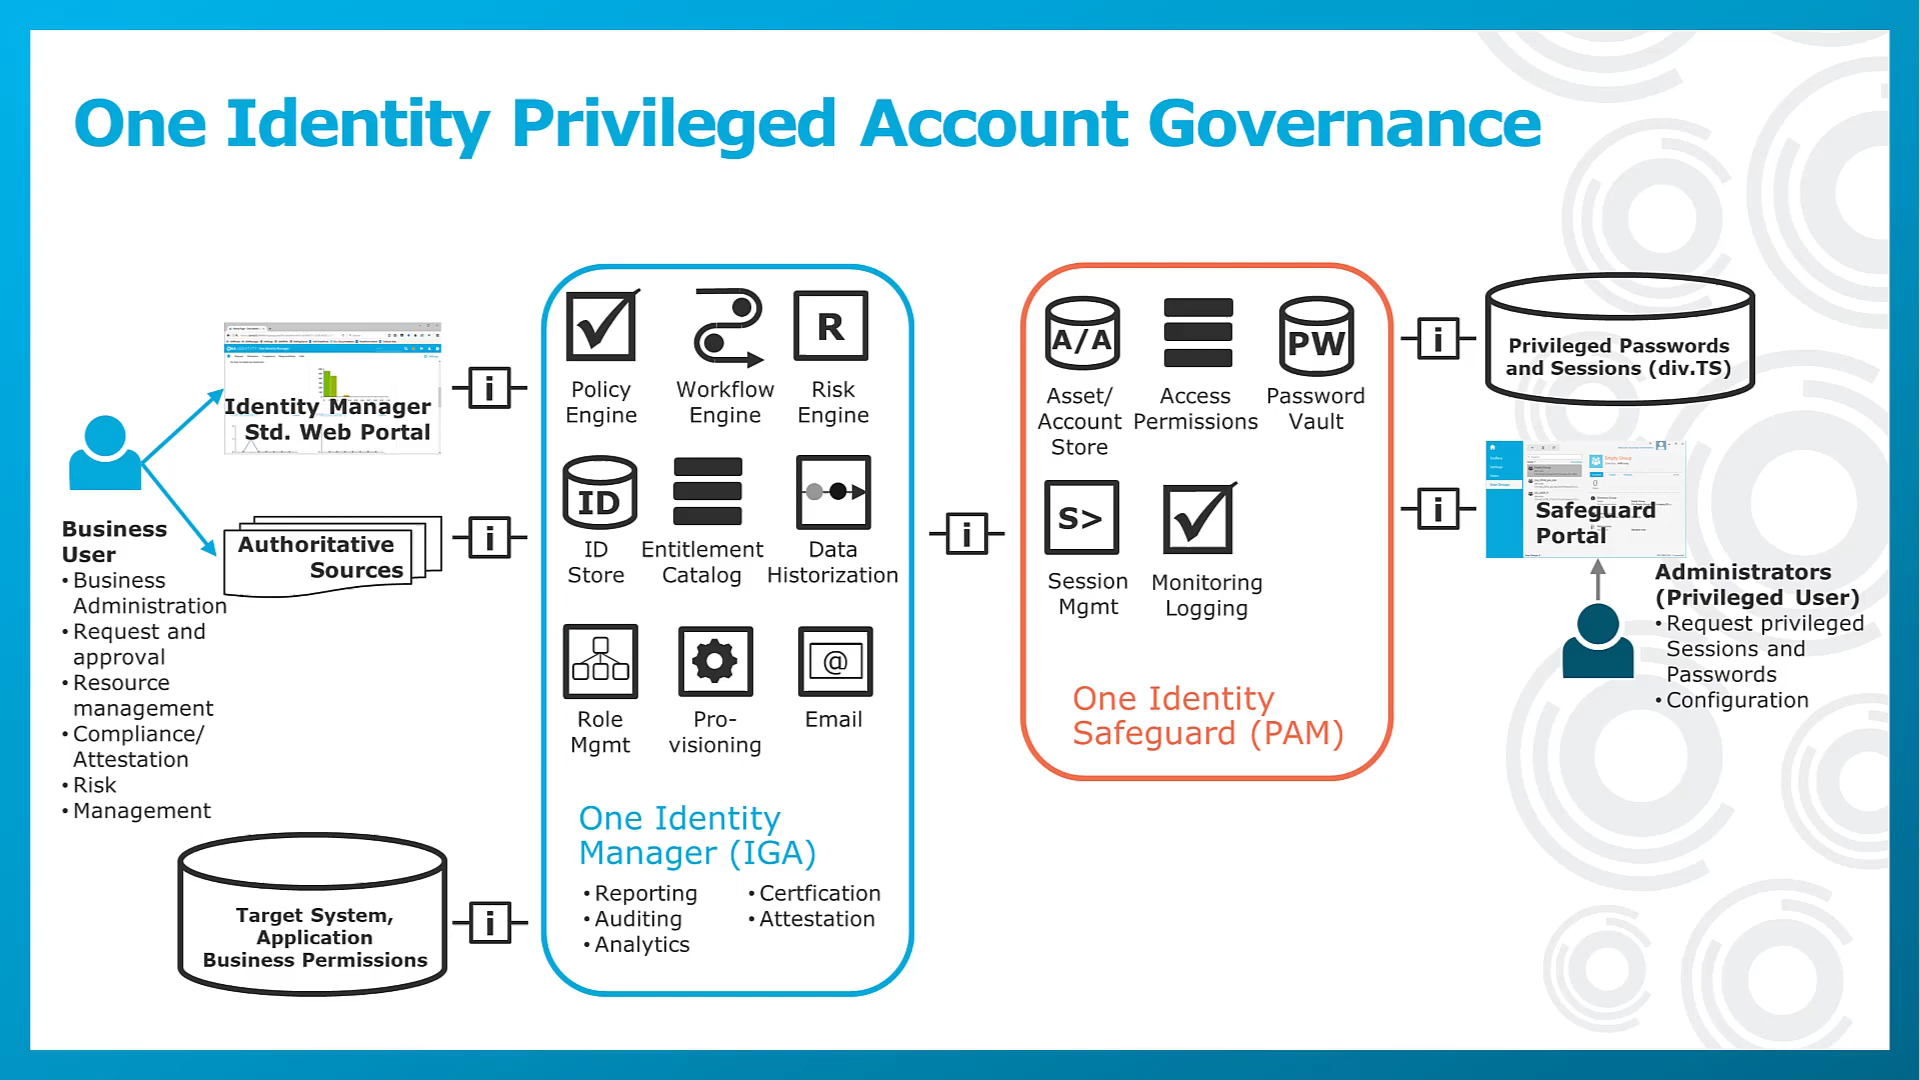 One Identity Privileged Account Governance
Identity Manager
Std. Web Portal
i
Authoritative
Sources
i
Business
User
• Business
Administration
• Request and
approval
• Resource
management
• Compliance/
Attestation
• Risk
• Management
Target System,
Application
Business Permissions
i
Policy
Engine
Workflow
Engine
R
Risk
Engine
ID
ID
Store
Entitlement
Catalog
Data
Historization
Role
Mgmt
Pro-
visioning
@
Email
One Identity
Manager (IGA)
• Reporting
• Auditing
• Analytics
• Certfication
• Attestation
i
A/A
Asset/
Account
Store
Access
Permissions
PW
Password
Vault
S>
Session
Mgmt
Monitoring
Logging
One Identity
Safeguard (PAM)
i
Privileged Passwords
and Sessions (div.TS)
i
Safeguard
Portal
Administrators
(Privileged User)
• Request privileged
Sessions and
Passwords
• Configuration